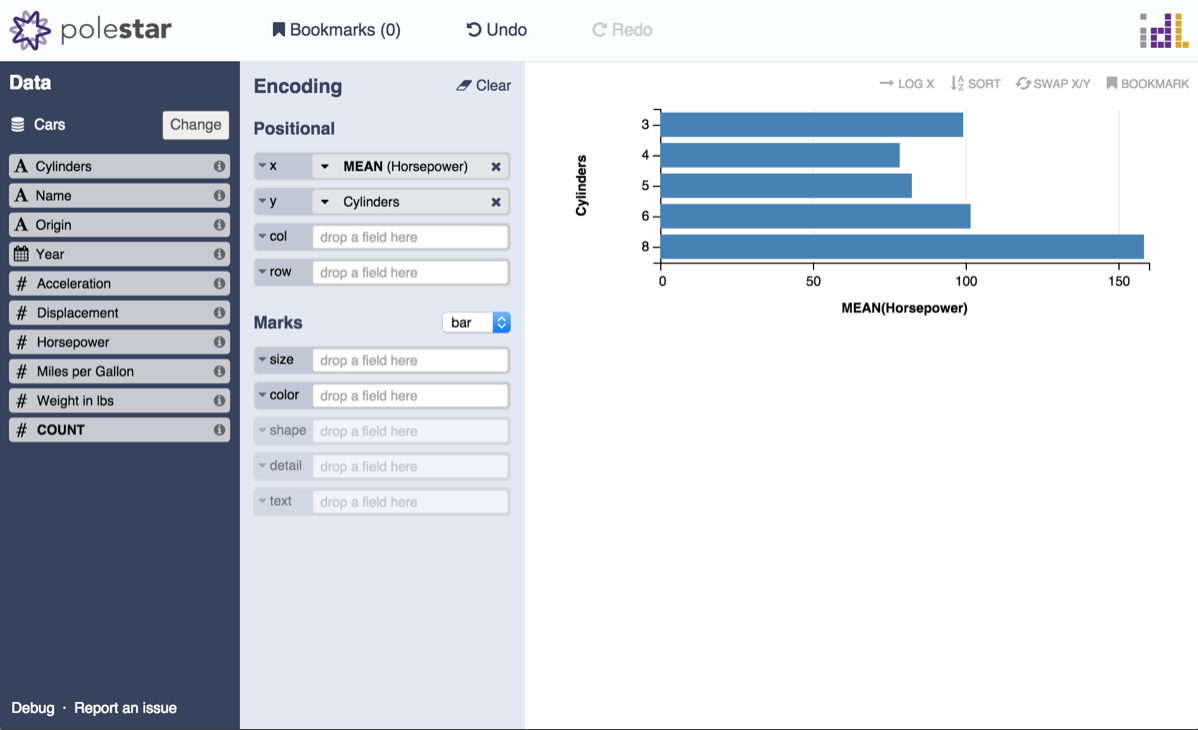 polestar
Bookmarks (0)
Undo
Redo
idl
Data
Cars
Change
A Cylinders
A Name
A Origin
Year
# Acceleration
# Displacement
# Horsepower
# Miles per Gallon
# Weight in lbs
# COUNT
Debug · Report an issue
Encoding
Clear
Positional
x MEAN (Horsepower)
y Cylinders
col drop a field here
row drop a field here
Marks
bar
size drop a field here
color drop a field here
shape drop a field here
detail drop a field here
text drop a field here
LOG X
SORT
SWAP X/Y
BOOKMARK
Cylinders
3
4
5
6
8
0 50 100 150
MEAN(Horsepower)